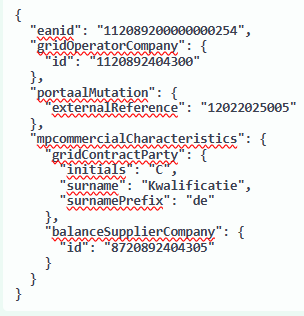 {
  "eanid": "112089200000000254",
  "gridOperatorCompany": {
    "id": "1120892404300"
  },
  "portaalMutation": {
    "externalReference": "12022025005"
  },
  "mpcommercialCharacteristics": {
    "gridContractParty": {
      "initials": "C",
      "surname": "Kwalificatie",
      "surnamePrefix": "de"
    },
    "balanceSupplierCompany": {
      "id": "8720892404305"
    }
  }
}